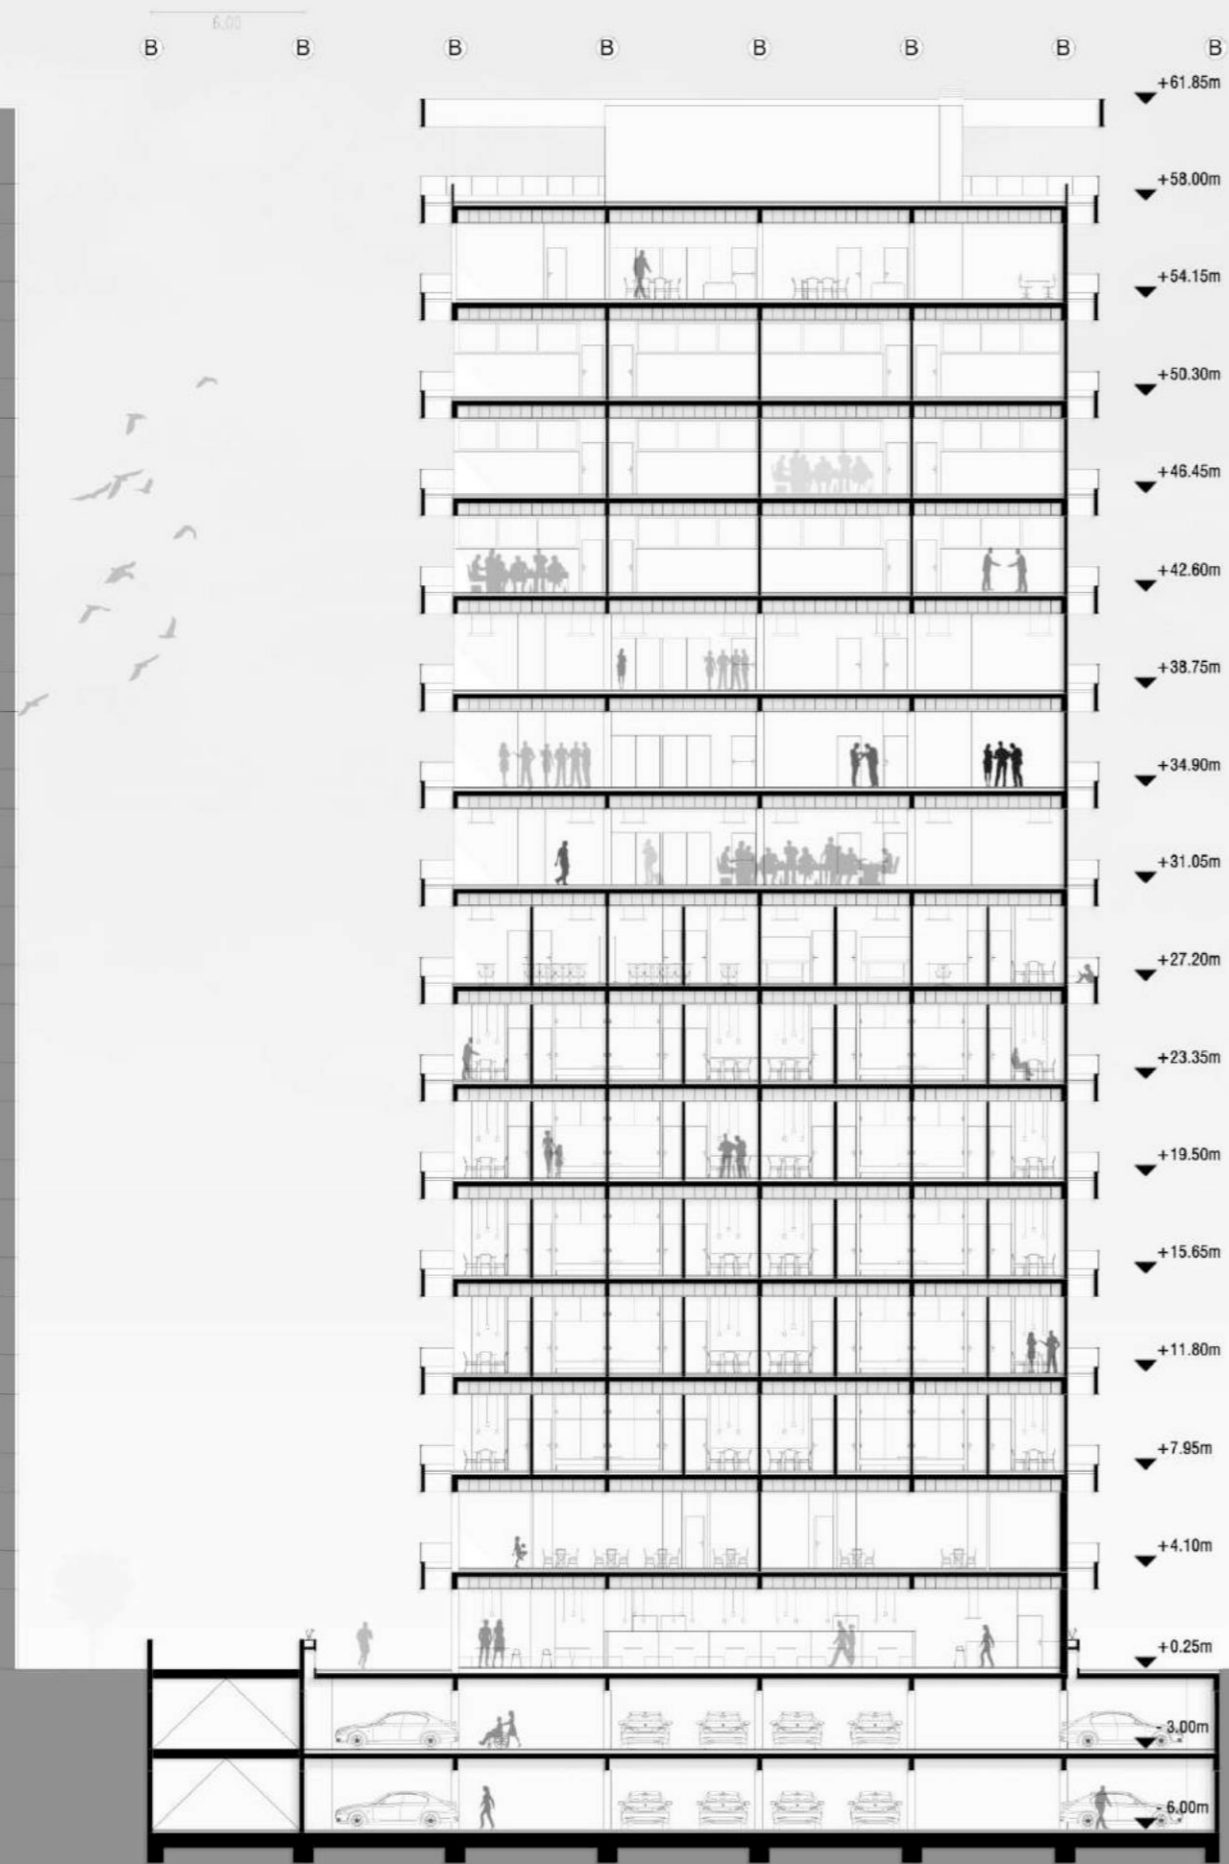 6.00
B B B B B B B B
+61.85m
+58.00m
+54.15m
+50.30m
+46.45m
+42.60m
+38.75m
+34.90m
+31.05m
+27.20m
+23.35m
+19.50m
+15.65m
+11.80m
+7.95m
+4.10m
+0.25m
- 3.00m
- 6.00m